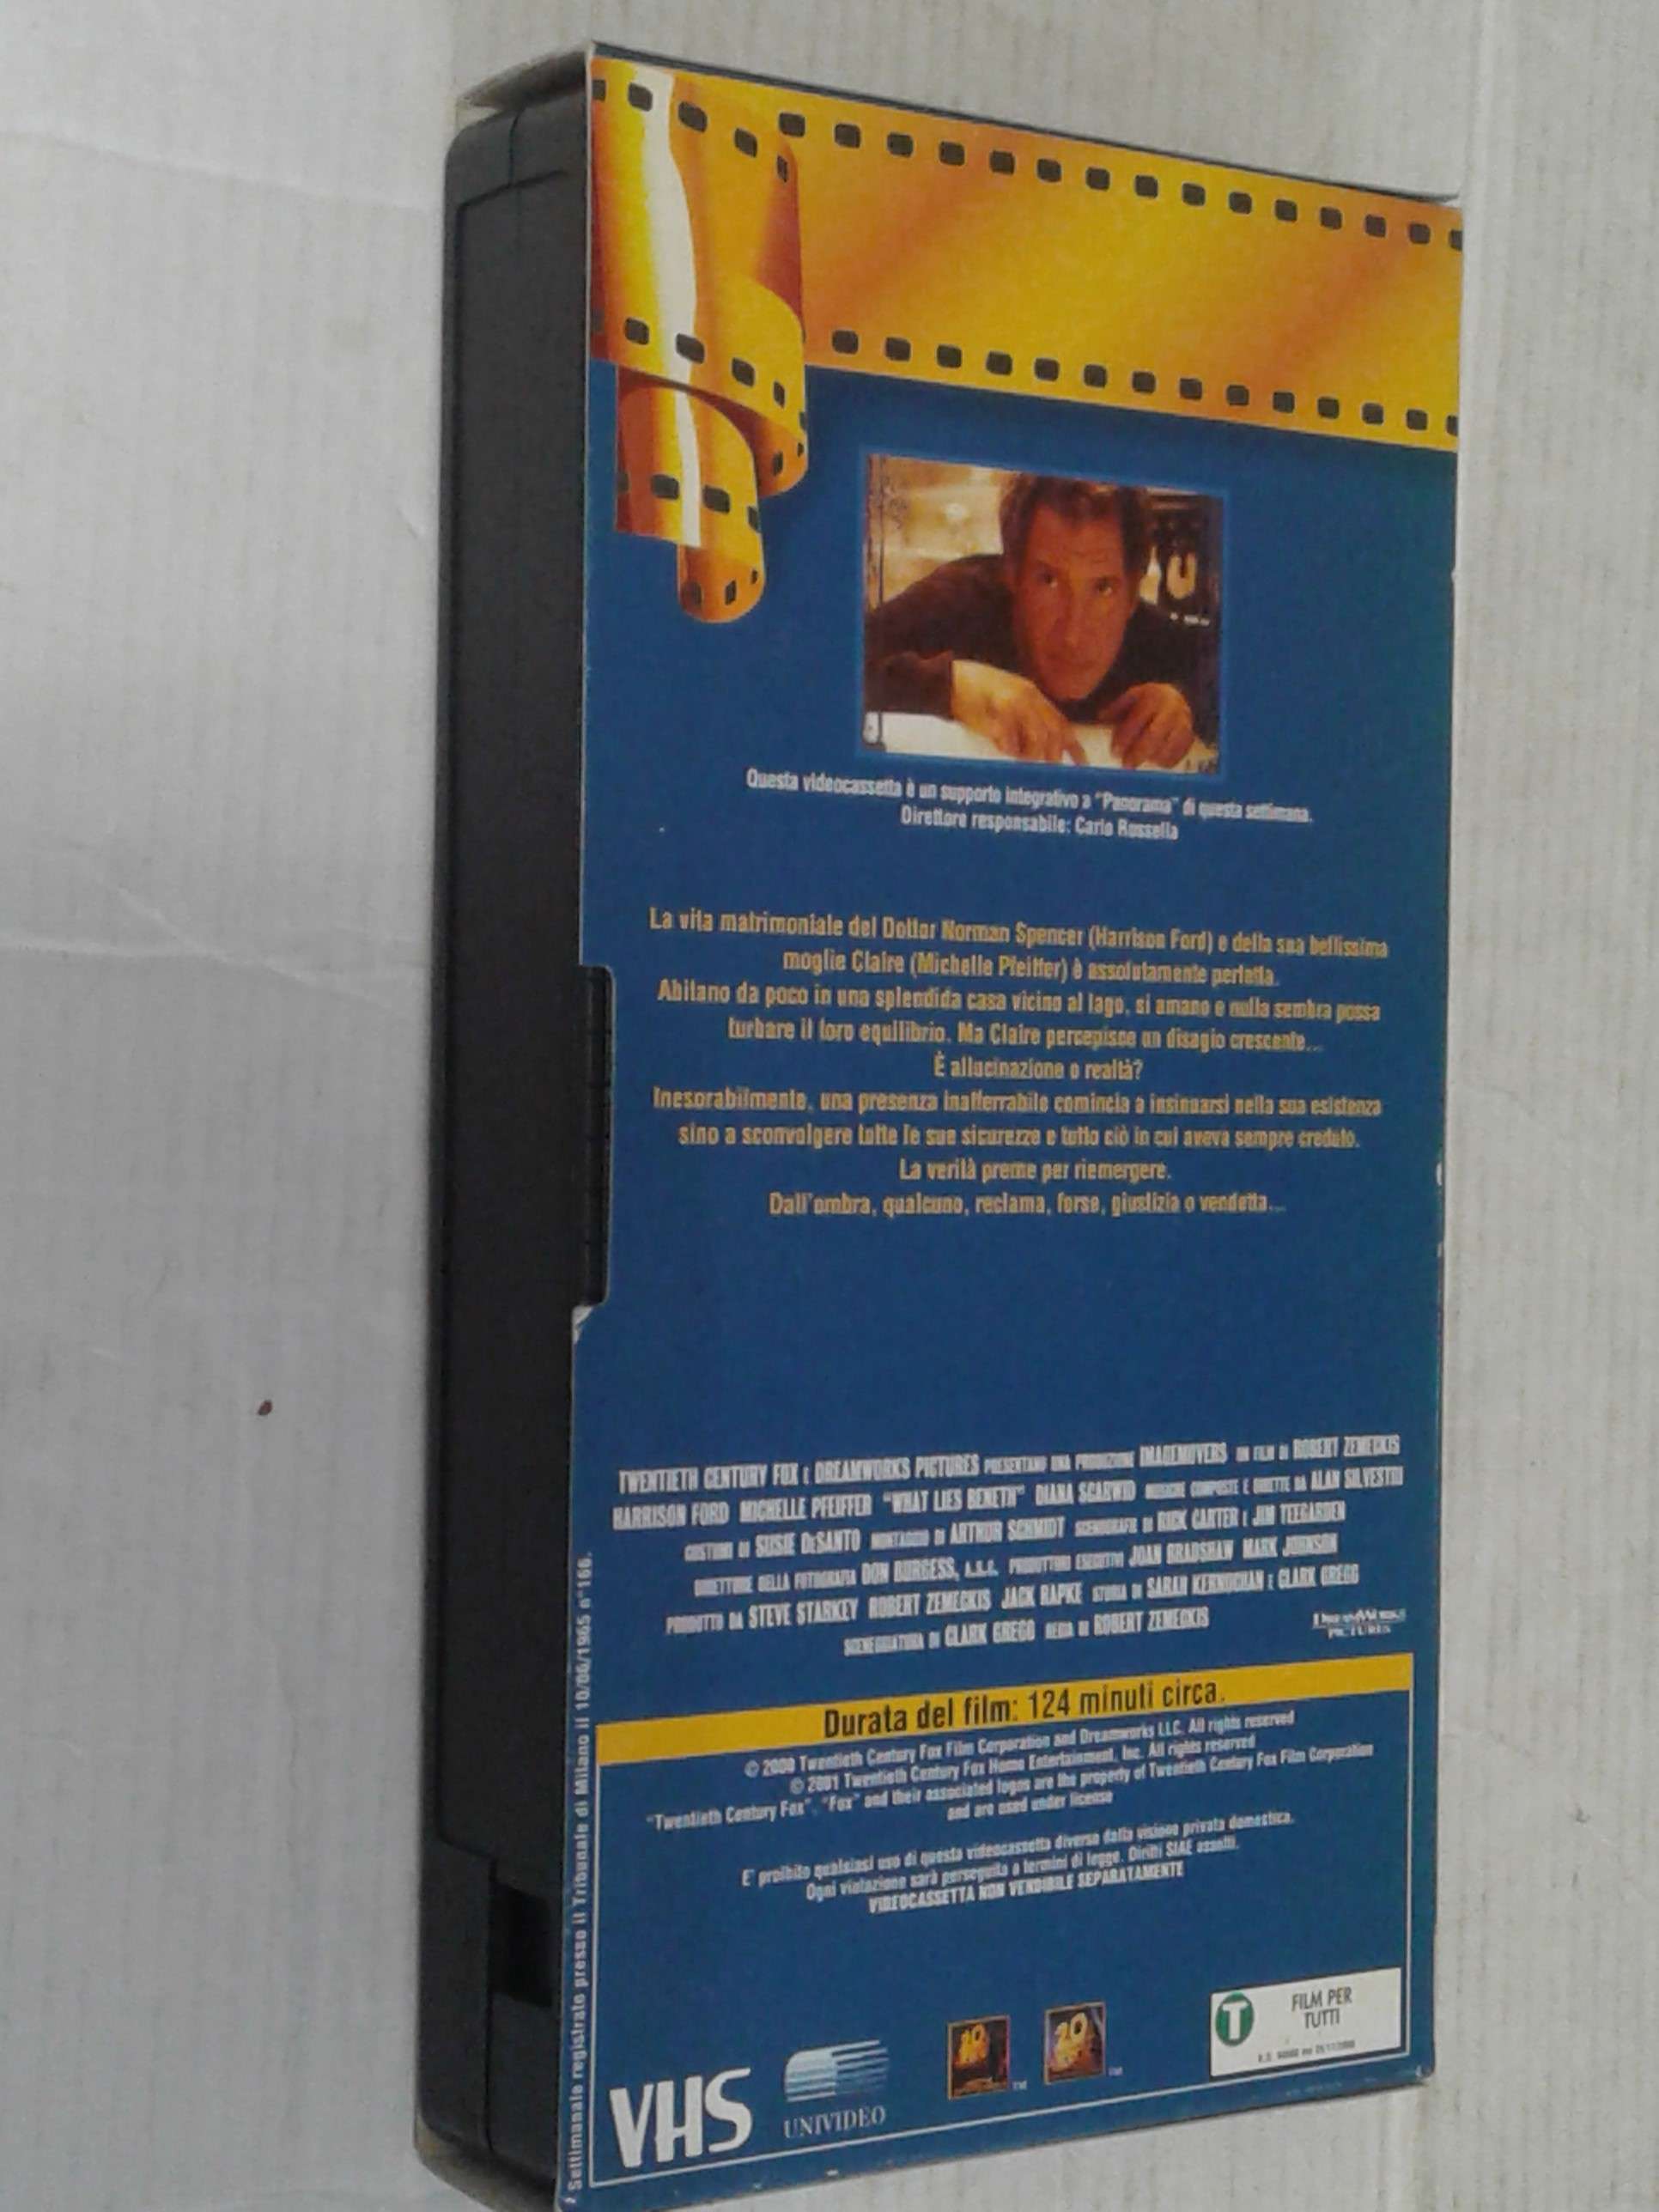 Questa videocassetta è un supporto integrativo a "Panorama" di questa settimana.
Direttore responsabile: Carlo Rossella
La vita matrimoniale del Dottor Norman Spencer (Harrison Ford) e della sua bellissima
moglie Claire (Michelle Pfeiffer) è assolutamente perfetta.
Abitano da poco in una splendida casa vicino al lago, si amano e nulla sembra possa
turbare il loro equilibrio. Ma Claire percepisce un disagio crescente...
È allucinazione o realtà?
Inesorabilmente, una presenza inafferrabile comincia a insinuarsi nella sua esistenza
sino a sconvolgere tutte le sue sicurezze e tutto ciò in cui aveva sempre creduto.
La verità preme per riemergere.
Dall'ombra, qualcuno, reclama, forse, giustizia o vendetta...
TWENTIETH CENTURY FOX E DREAMWORKS PICTURES PRESENTANO UNA PRODUZIONE IMAGEMOVERS UN FILM DI ROBERT ZEMECKIS
HARRISON FORD MICHELLE PFEIFFER "WHAT LIES BENETH" DIANA SCARWID MUSICHE COMPOSTE E DIRETTE DA ALAN SILVESTRI
COSTUMI DI SUSIE DeSANTO MONTAGGIO DI ARTHUR SCHMIDT SCENOGRAFIE DI RICK CARTER E JIM TEEGARDEN
DIRETTORE DELLA FOTOGRAFIA DON BURGESS, A.S.C. PRODUTTORI ESECUTIVI JOAN BRADSHAW MARK JOHNSON
PRODOTTO DA STEVE STARKEY ROBERT ZEMECKIS JACK RAPKE STORIA DI SARAH KERNOCHAN E CLARK GREGG
SCENEGGIATURA DI CLARK GREGG REGIA DI ROBERT ZEMECKIS
DREAMWORKS
PICTURES
Durata del film: 124 minuti circa.
© 2000 Twentieth Century Fox Film Corporation and Dreamworks LLC. All rights reserved
© 2001 Twentieth Century Fox Home Entertainment, Inc. All rights reserved
"Twentieth Century Fox", "Fox" and their associated logos are the property of Twentieth Century Fox Film Corporation
and are used under license
E' proibito qualsiasi uso di questa videocassetta diverso dalla visione privata domestica.
Ogni violazione sarà perseguita a termini di legge. Diritti SIAE assolti.
VIDEOCASSETTA NON VENDIBILE SEPARATAMENTE
Settimanale registrato presso il Tribunale di Milano il 10/06/1965 n°166.
VHS
UNIVIDEO
20
TM
20
TM
T
FILM PER
TUTTI